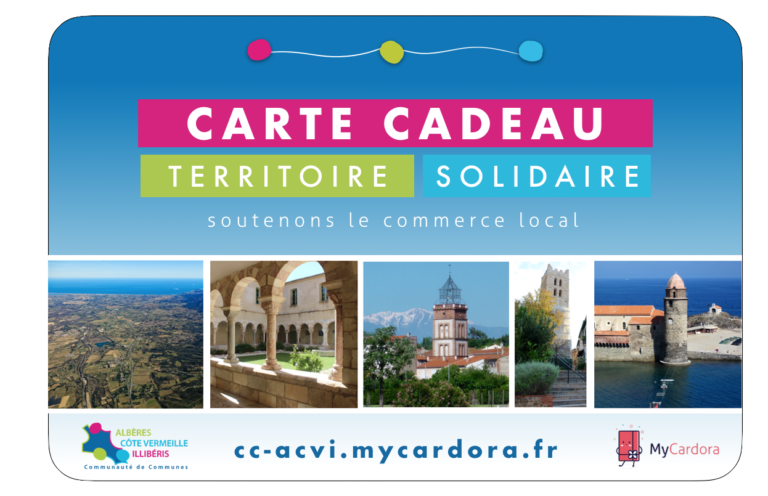 CARTE CADEAU
TERRITOIRE SOLIDAIRE
soutenons le commerce local
ALBÈRES
CÔTE VERMEILLE
ILLIBÉRIS
Communauté de Communes
cc-acvi.mycardora.fr
MyCardora